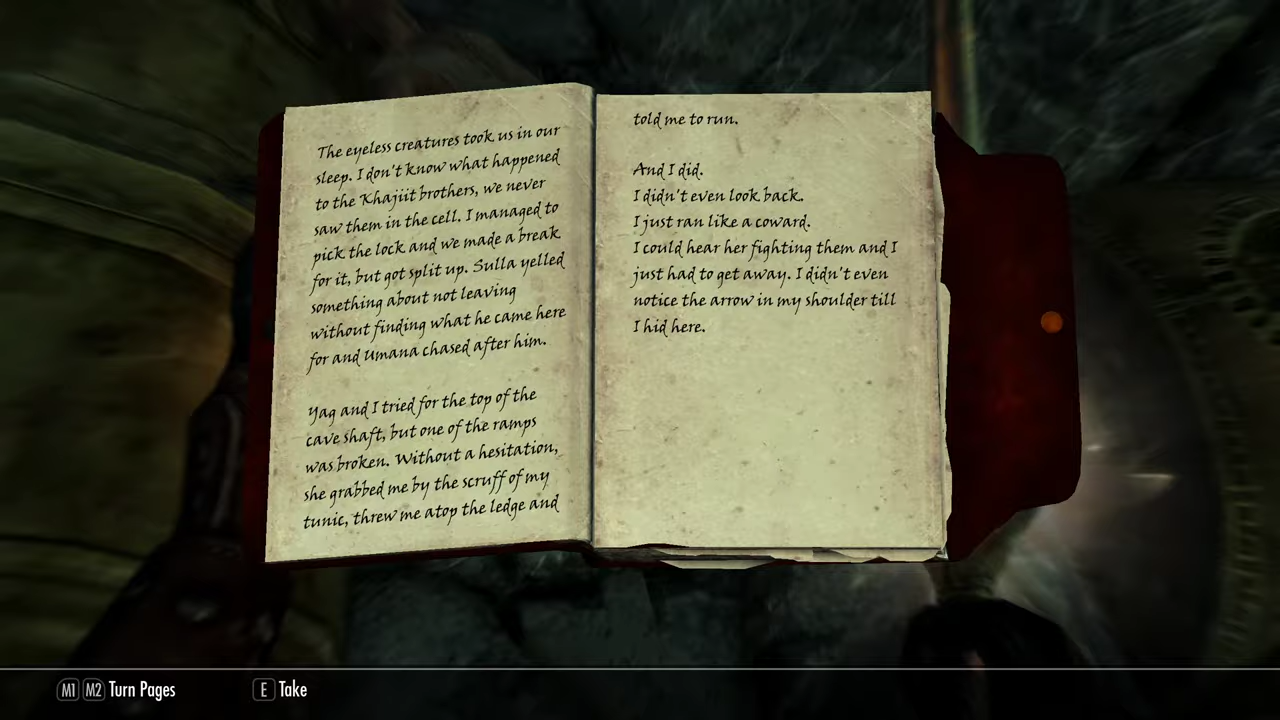 The eyeless creatures took us in our
sleep. I don't know what happened
to the Khajiit brothers, we never
saw them in the cell. I managed to
pick the lock and we made a break
for it, but got split up. Sulla yelled
something about not leaving
without finding what he came here
for and Umana chased after him.
Yag and I tried for the top of the
cave shaft, but one of the ramps
was broken. Without a hesitation,
she grabbed me by the scruff of my
tunic, threw me atop the ledge and
told me to run.
And I did.
I didn't even look back.
I just ran like a coward.
I could hear her fighting them and I
just had to get away. I didn't even
notice the arrow in my shoulder till
I hid here.
M1 M2 Turn Pages
E Take